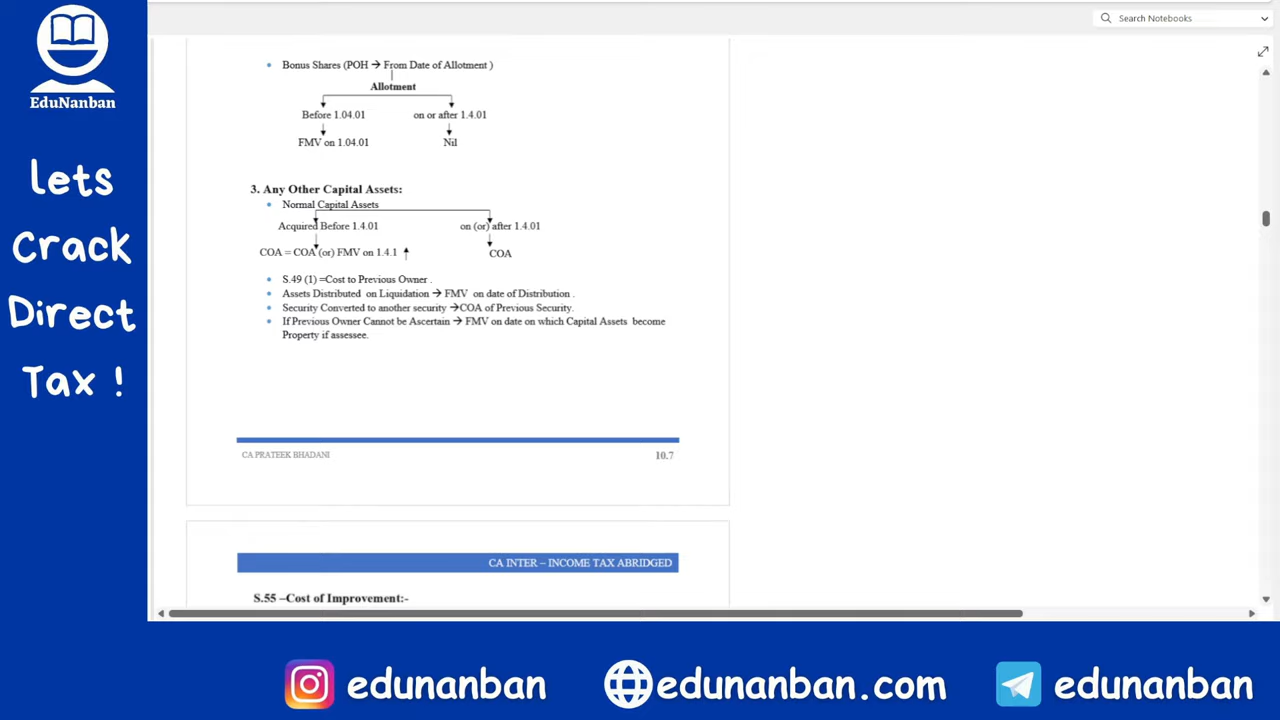 EduNanban
lets
Crack
Direct
Tax !
Search Notebooks
• Bonus Shares (POH → From Date of Allotment )
Allotment
Before 1.04.01 on or after 1.4.01
FMV on 1.04.01 Nil
3. Any Other Capital Assets:
• Normal Capital Assets
Acquired Before 1.4.01 on (or) after 1.4.01
COA = COA (or) FMV on 1.4.1 ↑ COA
• S.49 (1) =Cost to Previous Owner .
• Assets Distributed on Liquidation → FMV on date of Distribution .
• Security Converted to another security →COA of Previous Security.
• If Previous Owner Cannot be Ascertain → FMV on date on which Capital Assets become
Property if assessee.
CA PRATEEK BHADANI 10.7
CA INTER – INCOME TAX ABRIDGED
S.55 –Cost of Improvement:-
edunanban edunanban.com edunanban